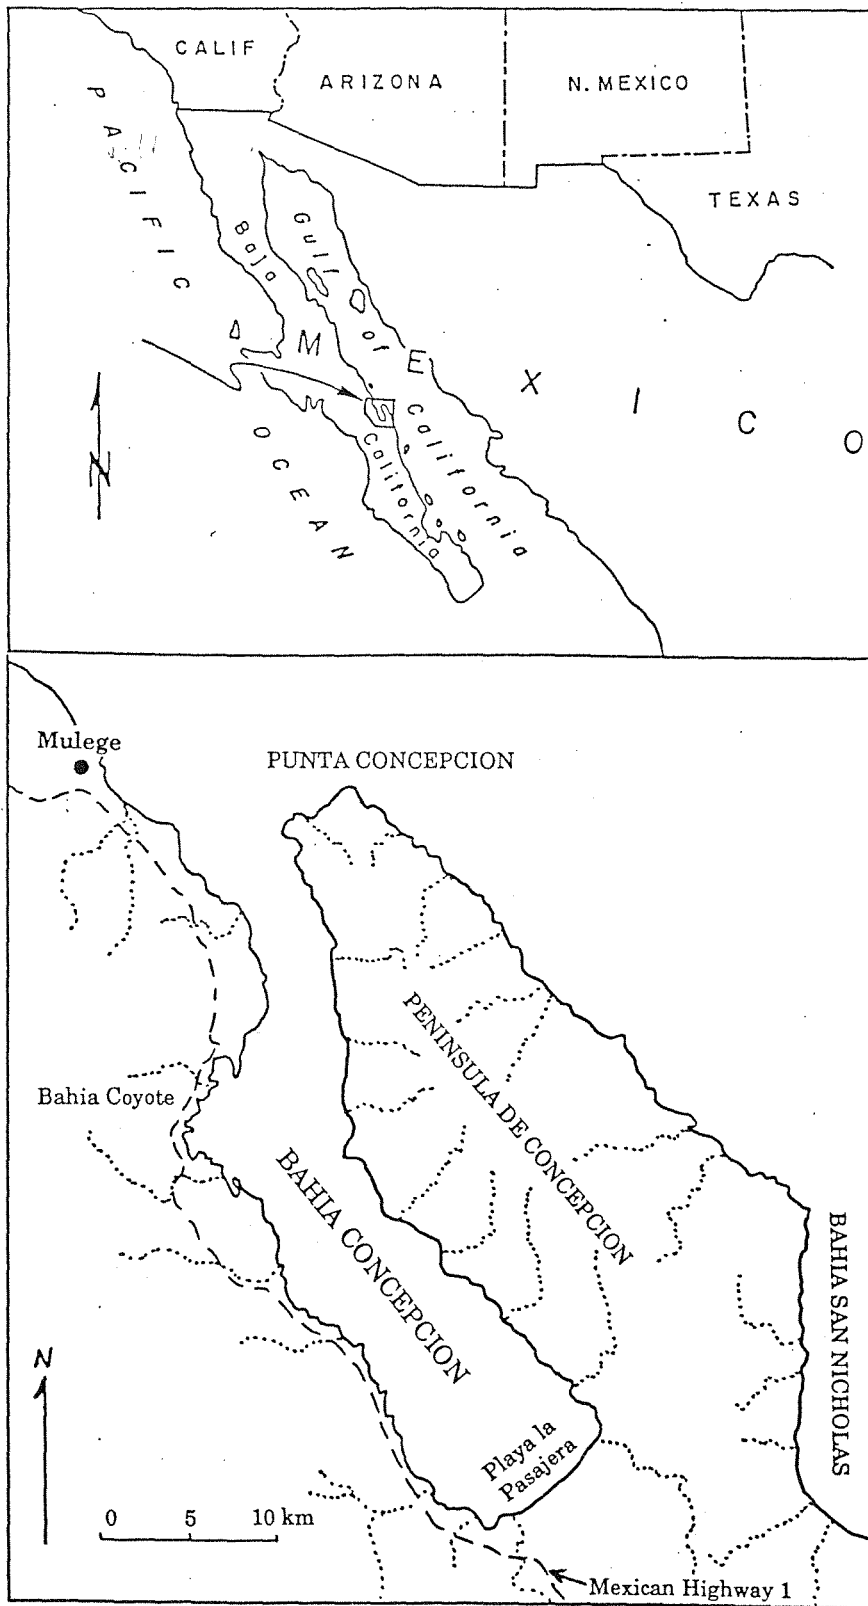 CALIF
ARIZONA
N. MEXICO
TEXAS
PACIFIC
OCEAN
Baja
California
Gulf
of
California
MEXICO
N
Mulege
PUNTA CONCEPCION
PENINSULA DE CONCEPCION
Bahia Coyote
BAHIA CONCEPCION
BAHIA SAN NICHOLAS
Playa la
Pasajera
N
0 5 10 km
Mexican Highway 1